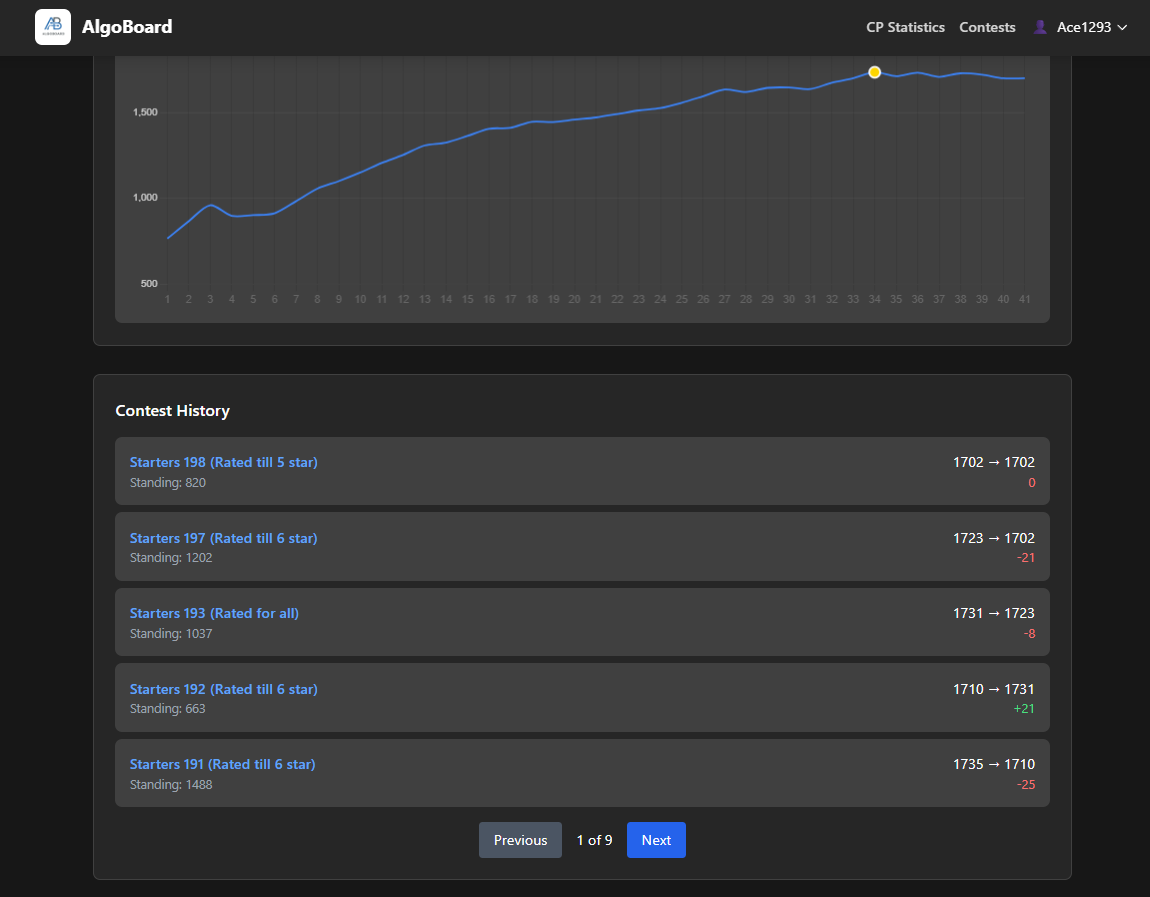 AlgoBoard
CP Statistics
Contests
Ace1293
1,500
1,000
500
1 2 3 4 5 6 7 8 9 10 11 12 13 14 15 16 17 18 19 20 21 22 23 24 25 26 27 28 29 30 31 32 33 34 35 36 37 38 39 40 41
Contest History
Starters 198 (Rated till 5 star)
1702 → 1702
Standing: 820
0
Starters 197 (Rated till 6 star)
1723 → 1702
Standing: 1202
-21
Starters 193 (Rated for all)
1731 → 1723
Standing: 1037
-8
Starters 192 (Rated till 6 star)
1710 → 1731
Standing: 663
+21
Starters 191 (Rated till 6 star)
1735 → 1710
Standing: 1488
-25
Previous
1 of 9
Next